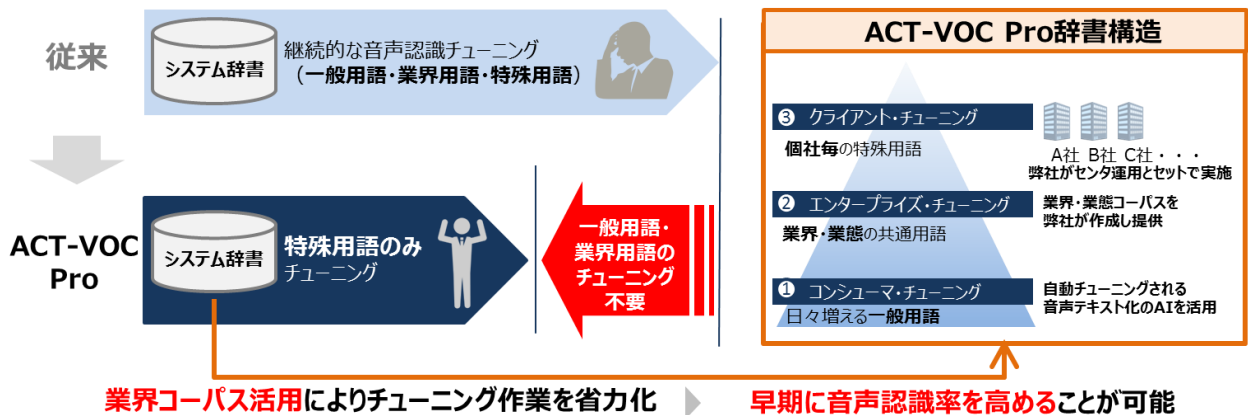 従来
システム辞書
継続的な音声認識チューニング
（一般用語・業界用語・特殊用語）
ACT-VOC
Pro
システム辞書
特殊用語のみ
チューニング
一般用語・
業界用語の
チューニング
不要
ACT-VOC Pro辞書構造
❸ クライアント・チューニング
個社毎の特殊用語
A社 B社 C社・・・
弊社がセンタ運用とセットで実施
❷ エンタープライズ・チューニング
業界・業態の共通用語
業界・業態コーパスを
弊社が作成し提供
❶ コンシューマ・チューニング
日々増える一般用語
自動チューニングされる
音声テキスト化のAIを活用
業界コーパス活用によりチューニング作業を省力化
早期に音声認識率を高めることが可能